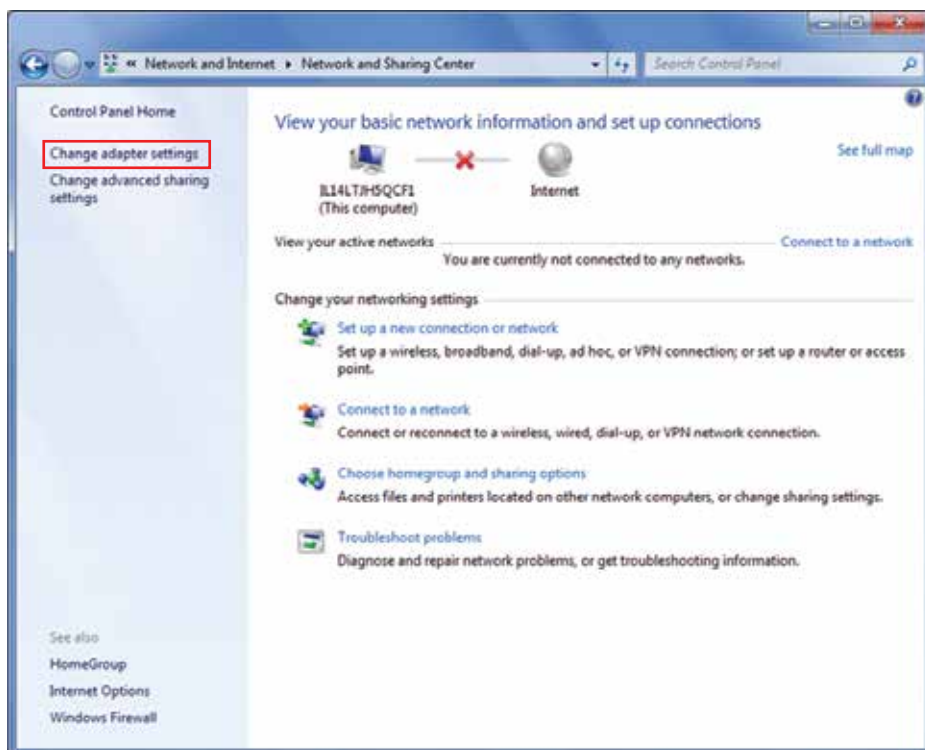 « Network and Internet ▸ Network and Sharing Center
Search Control Panel
Control Panel Home
Change adapter settings
Change advanced sharing
settings
See also
HomeGroup
Internet Options
Windows Firewall
View your basic network information and set up connections
See full map
(This computer)
Internet
View your active networks
Connect to a network
You are currently not connected to any networks.
Change your networking settings
Set up a new connection or network
Set up a wireless, broadband, dial-up, ad hoc, or VPN connection; or set up a router or access
point.
Connect to a network
Connect or reconnect to a wireless, wired, dial-up, or VPN network connection.
Choose homegroup and sharing options
Access files and printers located on other network computers, or change sharing settings.
Troubleshoot problems
Diagnose and repair network problems, or get troubleshooting information.